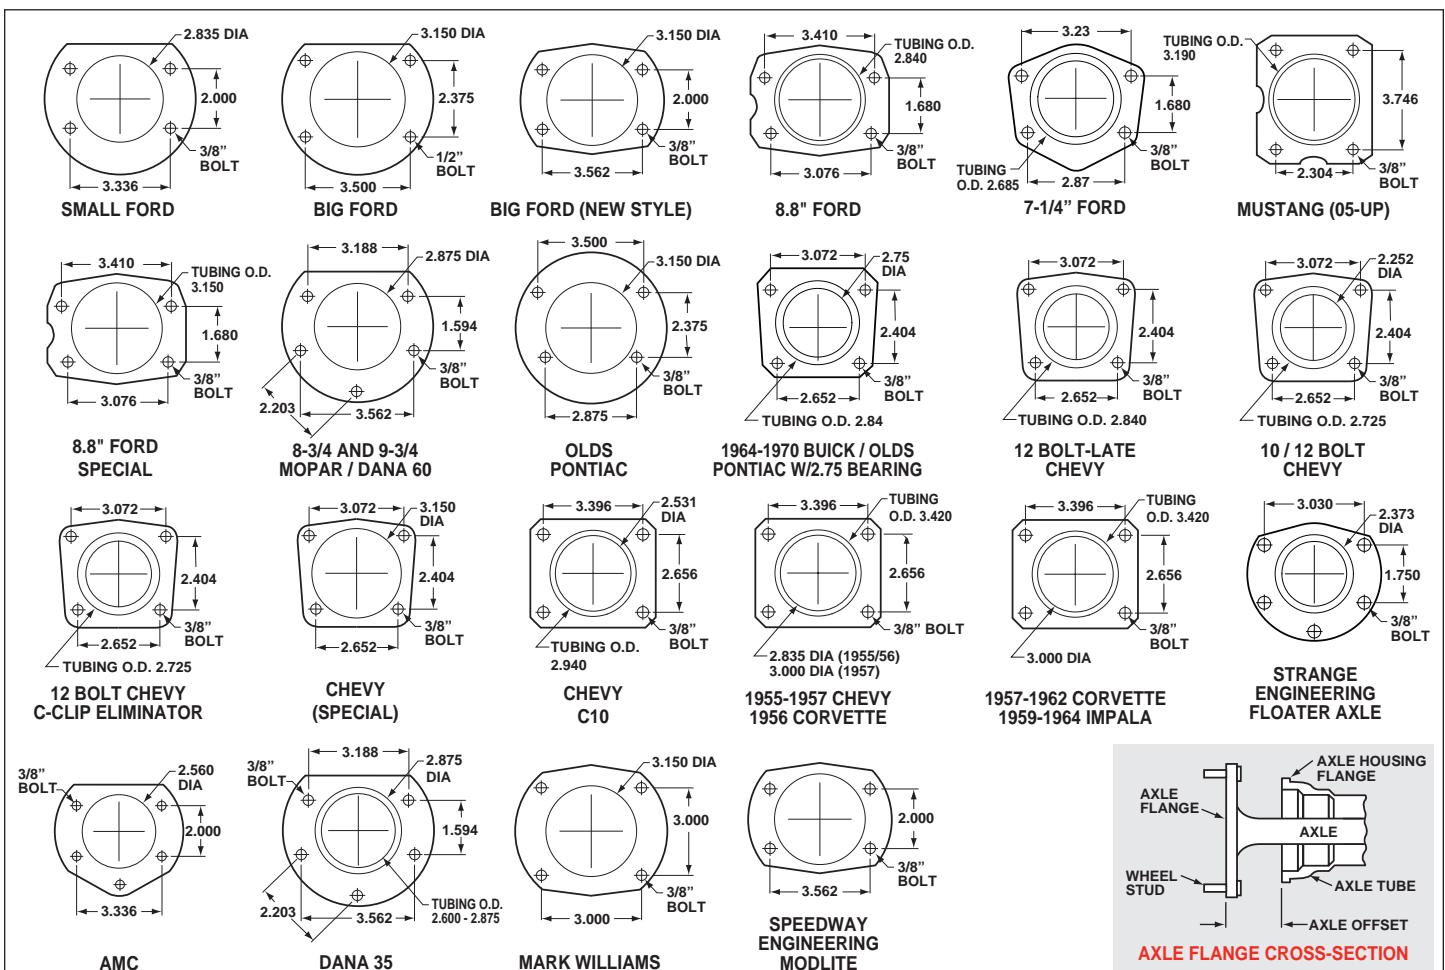 2.835 DIA
2.000
3/8”
BOLT
3.336
SMALL FORD
3.150 DIA
2.375
1/2”
BOLT
3.500
BIG FORD
3.150 DIA
2.000
3/8”
BOLT
3.562
BIG FORD (NEW STYLE)
3.410
TUBING O.D.
2.840
1.680
3/8”
BOLT
3.076
8.8" FORD
3.23
1.680
3/8”
BOLT
TUBING
O.D. 2.685
2.87
7-1/4” FORD
TUBING O.D.
3.190
3.746
3/8”
BOLT
2.304
MUSTANG (05-UP)
3.410
TUBING O.D.
3.150
1.680
3/8”
BOLT
3.076
8.8" FORD
SPECIAL
3.188
2.875 DIA
1.594
3/8”
BOLT
2.203
3.562
8-3/4 AND 9-3/4
MOPAR / DANA 60
3.500
3.150 DIA
2.375
3/8”
BOLT
2.875
OLDS
PONTIAC
3.072
2.75
DIA
2.404
3/8”
BOLT
2.652
TUBING O.D. 2.84
1964-1970 BUICK / OLDS
PONTIAC W/2.75 BEARING
3.072
2.404
3/8”
BOLT
2.652
TUBING O.D. 2.840
12 BOLT-LATE
CHEVY
3.072
2.252
DIA
2.404
3/8”
BOLT
2.652
TUBING O.D. 2.725
10 / 12 BOLT
CHEVY
3.072
2.404
3/8”
BOLT
2.652
TUBING O.D. 2.725
12 BOLT CHEVY
C-CLIP ELIMINATOR
3.072
3.150
DIA
2.404
3/8”
BOLT
2.652
CHEVY
(SPECIAL)
3.396
2.531
DIA
2.656
3/8”
BOLT
TUBING O.D.
2.940
CHEVY
C10
3.396
TUBING
O.D. 3.420
2.656
3/8” BOLT
2.835 DIA (1955/56)
3.000 DIA (1957)
1955-1957 CHEVY
1956 CORVETTE
3.396
TUBING
O.D. 3.420
2.656
3/8”
BOLT
3.000 DIA
1957-1962 CORVETTE
1959-1964 IMPALA
3.030
2.373
DIA
1.750
3/8”
BOLT
STRANGE
ENGINEERING
FLOATER AXLE
3/8”
BOLT
2.560
DIA
2.000
3.336
AMC
3/8”
BOLT
3.188
2.875
DIA
1.594
2.203
3.562
TUBING O.D.
2.600 - 2.875
DANA 35
3.150 DIA
3.000
3/8”
BOLT
3.000
MARK WILLIAMS
2.000
3/8”
BOLT
3.562
SPEEDWAY
ENGINEERING
MODLITE
AXLE HOUSING
FLANGE
AXLE
FLANGE
AXLE
WHEEL
STUD
AXLE TUBE
AXLE OFFSET
AXLE FLANGE CROSS-SECTION